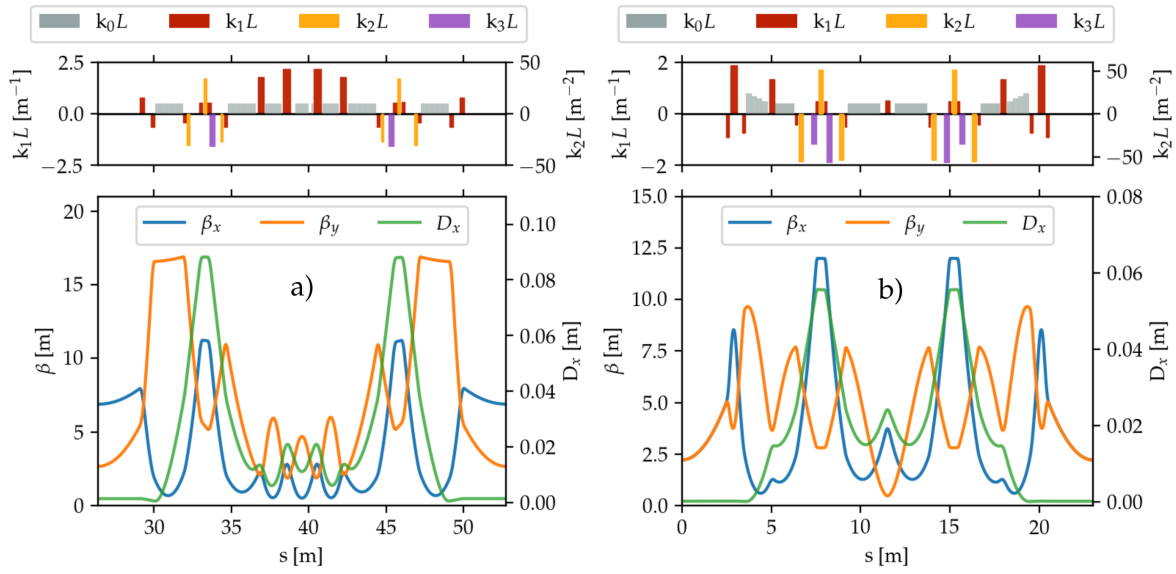 k₀L k₁L k₂L k₃L
k₀L k₁L k₂L k₃L
k₁L [m⁻¹]
2.5
0.0
−2.5
50
0
−50
k₂L [m⁻²]
k₁L [m⁻¹]
2
0
−2
50
0
−50
k₂L [m⁻²]
β [m]
20
15
10
5
0
βₓ β_y Dₓ
a)
0.10
0.08
0.06
0.04
0.02
0.00
Dₓ [m]
30 35 40 45 50
s [m]
β [m]
15.0
12.5
10.0
7.5
5.0
2.5
0.0
βₓ β_y Dₓ
b)
0.08
0.06
0.04
0.02
0.00
Dₓ [m]
0 5 10 15 20
s [m]